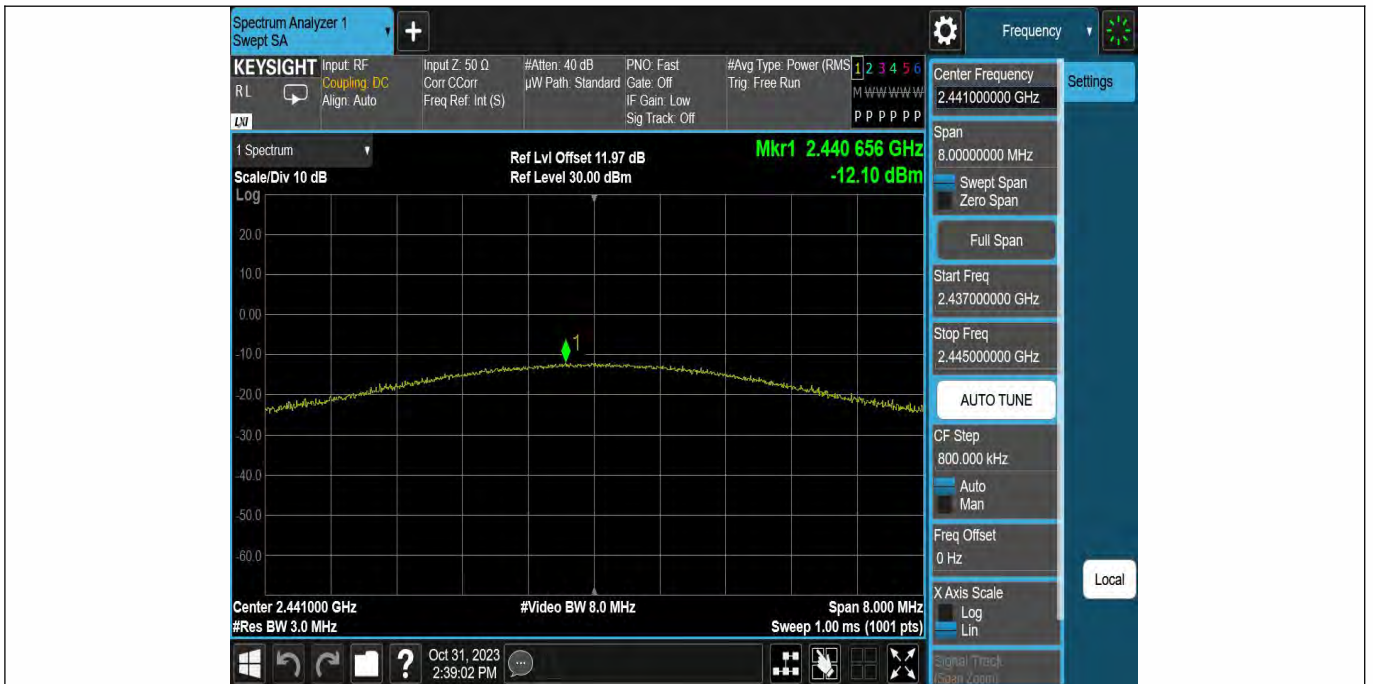 Spectrum Analyzer 1
Swept SA
+
Frequency
KEYSIGHT
RL
LXI
Input: RF
Coupling: DC
Align: Auto
Input Z: 50 Ω
Corr CCorr
Freq Ref: Int (S)
#Atten: 40 dB
µW Path: Standard
PNO: Fast
Gate: Off
IF Gain: Low
Sig Track: Off
#Avg Type: Power (RMS
Trig: Free Run
1 2 3 4 5 6
M W W W W W
P P P P P P
Center Frequency
2.441000000 GHz
Settings
1 Spectrum
Scale/Div 10 dB
Log
Ref Lvl Offset 11.97 dB
Ref Level 30.00 dBm
Mkr1 2.440 656 GHz
-12.10 dBm
Span
8.00000000 MHz
Swept Span
Zero Span
Full Span
Start Freq
2.437000000 GHz
Stop Freq
2.445000000 GHz
AUTO TUNE
CF Step
800.000 kHz
Auto
Man
Freq Offset
0 Hz
X Axis Scale
Log
Lin
Signal Track
(Span Zoom)
Local
20.0
10.0
0.00
-10.0
-20.0
-30.0
-40.0
-50.0
-60.0
1
Center 2.441000 GHz
#Res BW 3.0 MHz
#Video BW 8.0 MHz
Span 8.000 MHz
Sweep 1.00 ms (1001 pts)
?
Oct 31, 2023
2:39:02 PM